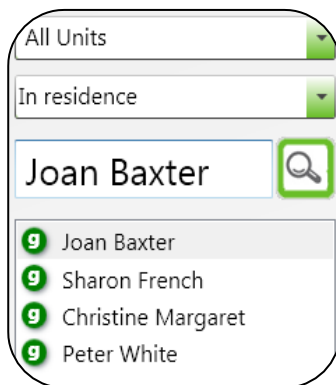 All Units
In residence
Joan Baxter
g Joan Baxter
g Sharon French
g Christine Margaret
g Peter White